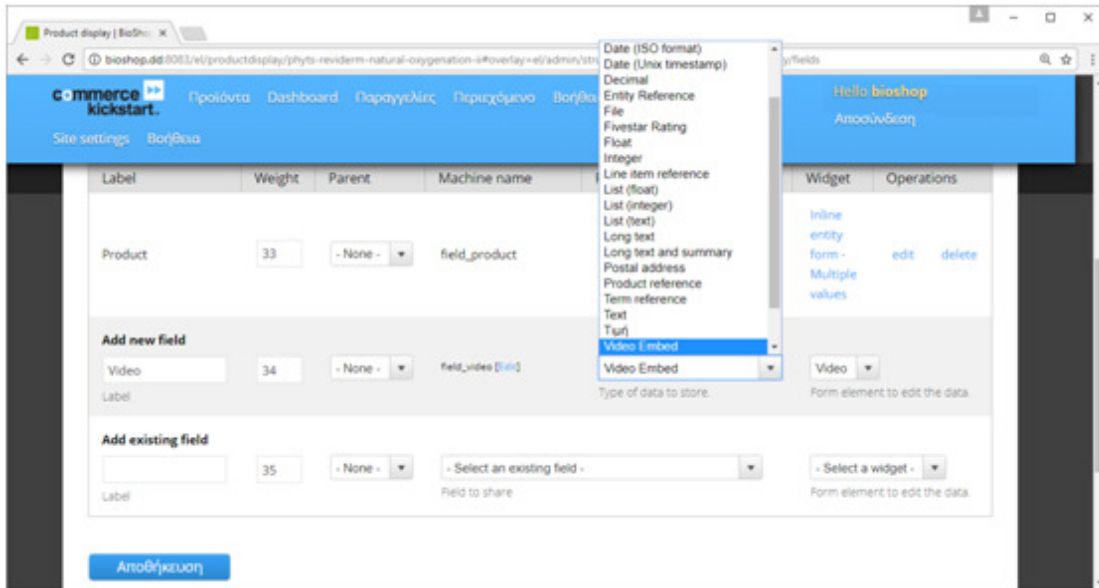 Product display | BioSho
bioshop.dd:8083/el/productdisplay/phyts-reviderm-natural-oxygenation-ii#overlay=el/admin/stru
y/fields
commerce kickstart.
Προϊόντα Dashboard Παραγγελίες Περιεχόμενο Βοήθει
Hello bioshop
Αποσύνδεση
Site settings Βοήθεια
Label Weight Parent Machine name Widget Operations
Product 33 - None - field_product
Inline
entity
form -
Multiple
values
edit delete
Date (ISO format)
Date (Unix timestamp)
Decimal
Entity Reference
File
Fivestar Rating
Float
Integer
Line item reference
List (float)
List (integer)
List (text)
Long text
Long text and summary
Postal address
Product reference
Term reference
Text
Τιμή
Video Embed
Add new field
Video 34 - None - field_video [Edit] Video Embed Video
Label Type of data to store. Form element to edit the data.
Add existing field
35 - None - - Select an existing field - - Select a widget -
Label Field to share Form element to edit the data.
Αποθήκευση